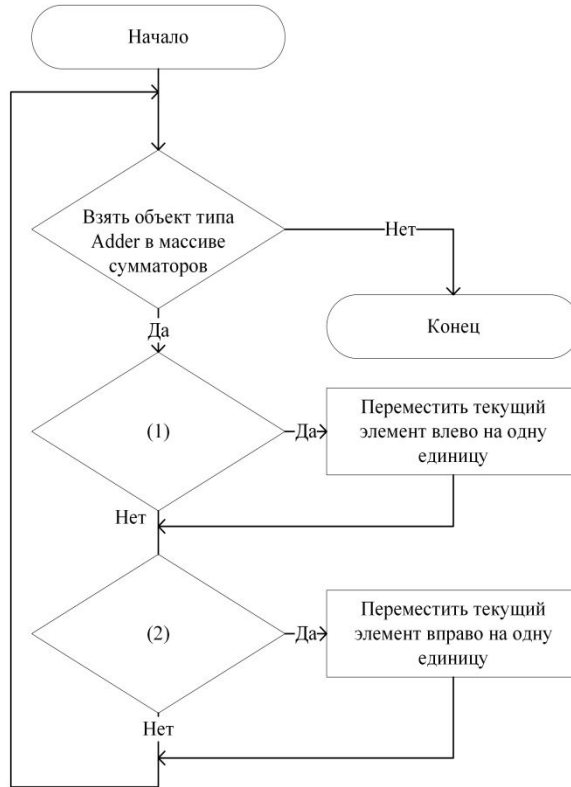 Начало
Взять объект типа
Adder в массиве
сумматоров
Нет
Конец
Да
(1)
Да
Переместить текущий
элемент влево на одну
единицу
Нет
(2)
Да
Переместить текущий
элемент вправо на одну
единицу
Нет